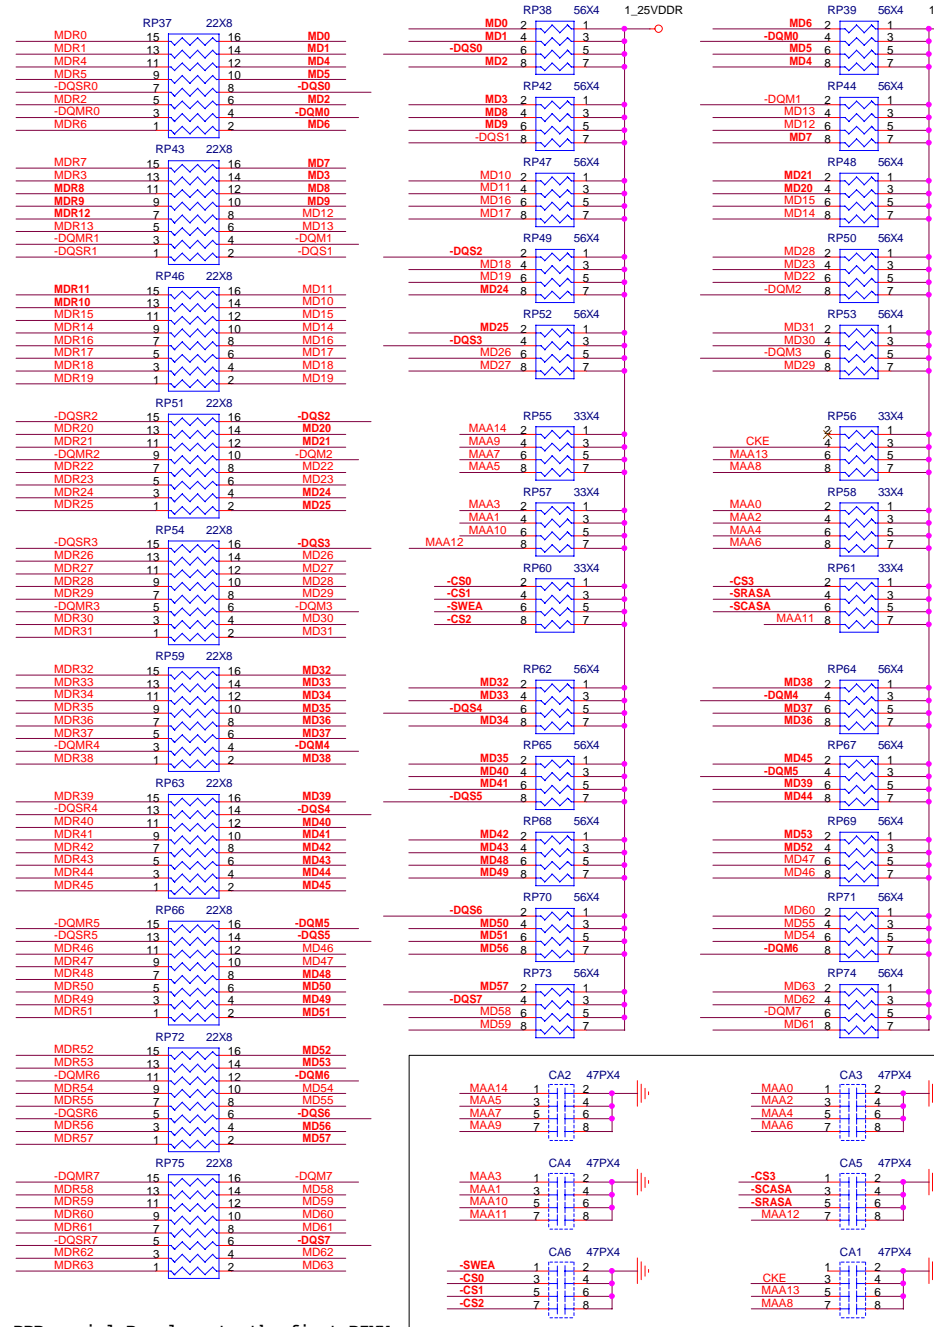 RP37 22X8
MDR0 15 16 MD0
MDR1 13 14 MD1
MDR4 11 12 MD4
MDR5 9 10 MD5
-DQSR0 7 8 -DQS0
MDR2 5 6 MD2
-DQMR0 3 4 -DQM0
MDR6 1 2 MD6
RP43 22X8
MDR7 15 16 MD7
MDR3 13 14 MD3
MDR8 11 12 MD8
MDR9 9 10 MD9
MDR12 7 8 MD12
MDR13 5 6 MD13
-DQMR1 3 4 -DQM1
-DQSR1 1 2 -DQS1
RP46 22X8
MDR11 15 16 MD11
MDR10 13 14 MD10
MDR15 11 12 MD15
MDR14 9 10 MD14
MDR16 7 8 MD16
MDR17 5 6 MD17
MDR18 3 4 MD18
MDR19 1 2 MD19
RP51 22X8
-DQSR2 15 16 -DQS2
MDR20 13 14 MD20
MDR21 11 12 MD21
-DQMR2 9 10 -DQM2
MDR22 7 8 MD22
MDR23 5 6 MD23
MDR24 3 4 MD24
MDR25 1 2 MD25
RP54 22X8
-DQSR3 15 16 -DQS3
MDR26 13 14 MD26
MDR27 11 12 MD27
MDR28 9 10 MD28
MDR29 7 8 MD29
-DQMR3 5 6 -DQM3
MDR30 3 4 MD30
MDR31 1 2 MD31
RP59 22X8
MDR32 15 16 MD32
MDR33 13 14 MD33
MDR34 11 12 MD34
MDR35 9 10 MD35
MDR36 7 8 MD36
MDR37 5 6 MD37
-DQMR4 3 4 -DQM4
MDR38 1 2 MD38
RP63 22X8
MDR39 15 16 MD39
-DQSR4 13 14 -DQS4
MDR40 11 12 MD40
MDR41 9 10 MD41
MDR42 7 8 MD42
MDR43 5 6 MD43
MDR44 3 4 MD44
MDR45 1 2 MD45
RP66 22X8
-DQMR5 15 16 -DQM5
-DQSR5 13 14 -DQS5
MDR46 11 12 MD46
MDR47 9 10 MD47
MDR48 7 8 MD48
MDR50 5 6 MD50
MDR49 3 4 MD49
MDR51 1 2 MD51
RP72 22X8
MDR52 15 16 MD52
MDR53 13 14 MD53
-DQMR6 11 12 -DQM6
MDR54 9 10 MD54
MDR55 7 8 MD55
-DQSR6 5 6 -DQS6
MDR56 3 4 MD56
MDR57 1 2 MD57
RP75 22X8
-DQMR7 15 16 -DQM7
MDR58 13 14 MD58
MDR59 11 12 MD59
MDR60 9 10 MD60
MDR61 7 8 MD61
-DQSR7 5 6 -DQS7
MDR62 3 4 MD62
MDR63 1 2 MD63
RP38 56X4 1_25VDDR
MD0 2 1
MD1 4 3
-DQS0 6 5
MD2 8 7
RP42 56X4
MD3 2 1
MD8 4 3
MD9 6 5
-DQS1 8 7
RP47 56X4
MD10 2 1
MD11 4 3
MD16 6 5
MD17 8 7
RP49 56X4
-DQS2 2 1
MD18 4 3
MD19 6 5
MD24 8 7
RP52 56X4
MD25 2 1
-DQS3 4 3
MD26 6 5
MD27 8 7
RP55 33X4
MAA14 2 1
MAA9 4 3
MAA7 6 5
MAA5 8 7
RP57 33X4
MAA3 2 1
MAA1 4 3
MAA10 6 5
MAA12 8 7
RP60 33X4
-CS0 2 1
-CS1 4 3
-SWEA 6 5
-CS2 8 7
RP62 56X4
MD32 2 1
MD33 4 3
-DQS4 6 5
MD34 8 7
RP65 56X4
MD35 2 1
MD40 4 3
MD41 6 5
-DQS5 8 7
RP68 56X4
MD42 2 1
MD43 4 3
MD48 6 5
MD49 8 7
RP70 56X4
-DQS6 2 1
MD50 4 3
MD51 6 5
MD56 8 7
RP73 56X4
MD57 2 1
-DQS7 4 3
MD58 6 5
MD59 8 7
RP39 56X4 1
MD6 2 1
-DQM0 4 3
MD5 6 5
MD4 8 7
RP44 56X4
-DQM1 2 1
MD13 4 3
MD12 6 5
MD7 8 7
RP48 56X4
MD21 2 1
MD20 4 3
MD15 6 5
MD14 8 7
RP50 56X4
MD28 2 1
MD23 4 3
MD22 6 5
-DQM2 8 7
RP53 56X4
MD31 2 1
MD30 4 3
-DQM3 6 5
MD29 8 7
RP56 33X4
2 1
CKE 4 3
MAA13 6 5
MAA8 8 7
RP58 33X4
MAA0 2 1
MAA2 4 3
MAA4 6 5
MAA6 8 7
RP61 33X4
-CS3 2 1
-SRASA 4 3
-SCASA 6 5
MAA11 8 7
RP64 56X4
MD38 2 1
-DQM4 4 3
MD37 6 5
MD36 8 7
RP67 56X4
MD45 2 1
-DQM5 4 3
MD39 6 5
MD44 8 7
RP69 56X4
MD53 2 1
MD52 4 3
MD47 6 5
MD46 8 7
RP71 56X4
MD60 2 1
MD55 4 3
MD54 6 5
-DQM6 8 7
RP74 56X4
MD63 2 1
MD62 4 3
-DQM7 6 5
MD61 8 7
CA2 47PX4
MAA14 1 2
MAA5 3 4
MAA7 5 6
MAA9 7 8
CA3 47PX4
MAA0 1 2
MAA2 3 4
MAA4 5 6
MAA6 7 8
CA4 47PX4
MAA3 1 2
MAA1 3 4
MAA10 5 6
MAA11 7 8
CA5 47PX4
-CS3 1 2
-SCASA 3 4
-SRASA 5 6
MAA12 7 8
CA6 47PX4
-SWEA 1 2
-CS0 3 4
-CS1 5 6
-CS2 7 8
CA1 47PX4
1 2
CKE 3 4
MAA13 5 6
MAA8 7 8